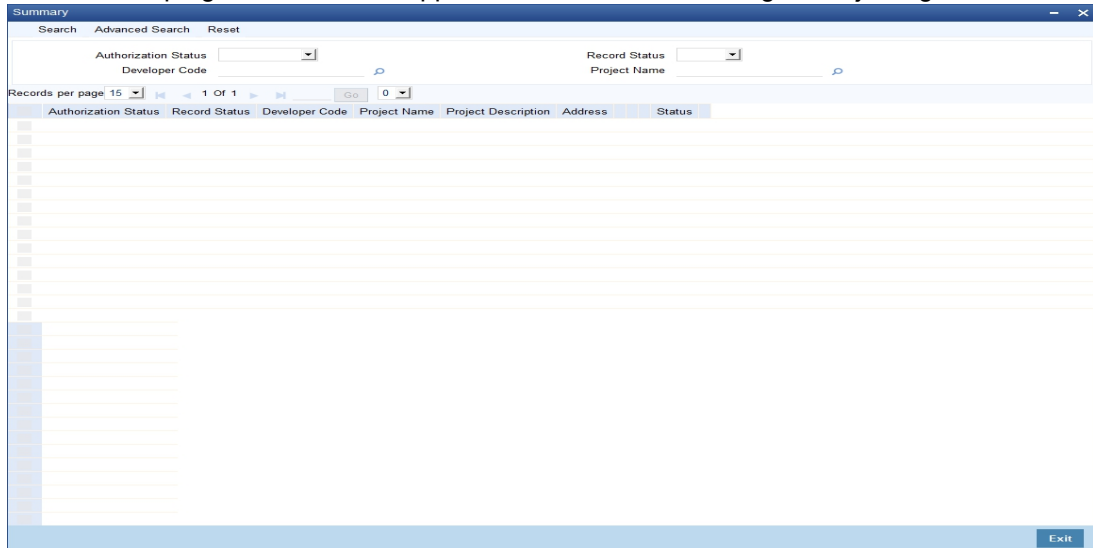 Summary
Search Advanced Search Reset
Authorization Status Record Status
Developer Code Project Name
Records per page 15 1 Of 1 Go 0
Authorization Status Record Status Developer Code Project Name Project Description Address Status
Exit